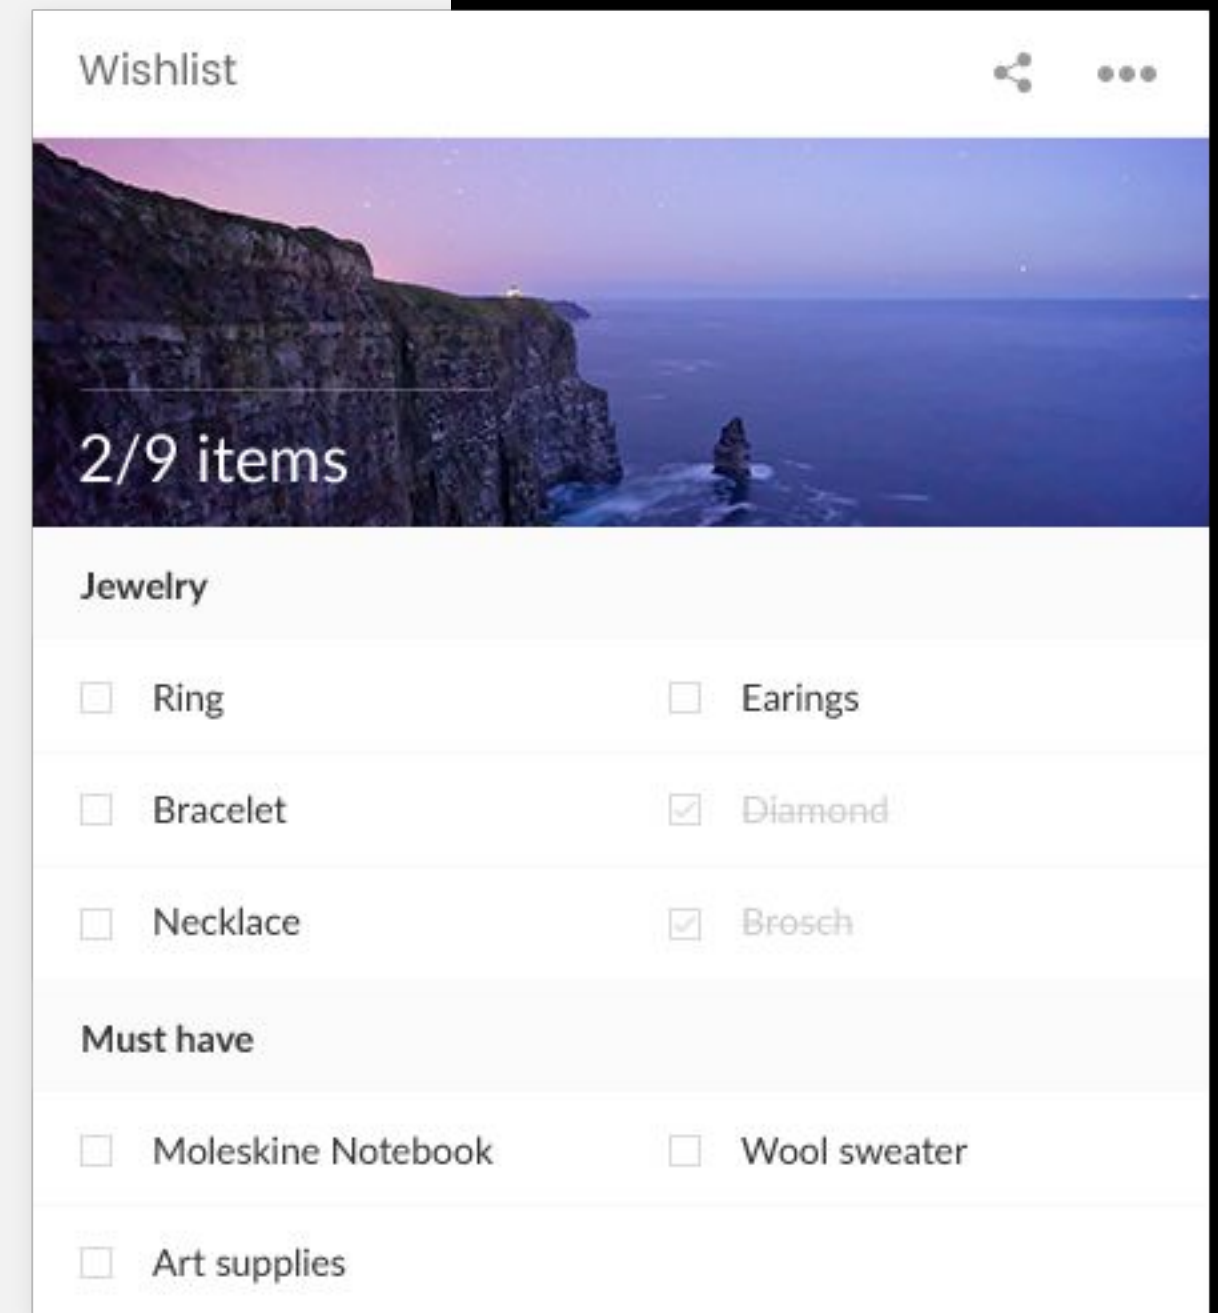 Wishlist
2/9 items
Jewelry
Ring
Earings
Bracelet
Diamond
Necklace
Brosch
Must have
Moleskine Notebook
Wool sweater
Art supplies